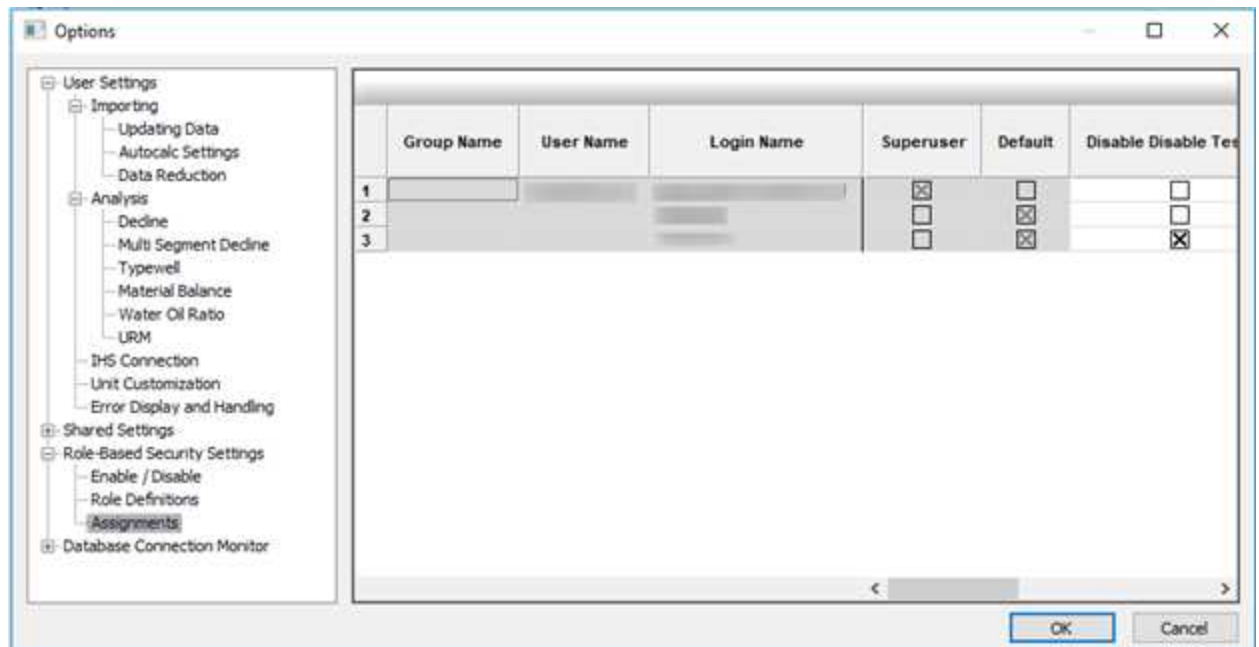 Options
User Settings
Importing
Updating Data
Autocalc Settings
Data Reduction
Analysis
Decline
Multi Segment Decline
Typewell
Material Balance
Water Oil Ratio
URM
IHS Connection
Unit Customization
Error Display and Handling
Shared Settings
Role-Based Security Settings
Enable / Disable
Role Definitions
Assignments
Database Connection Monitor
Group Name User Name Login Name Superuser Default Disable Disable Tes
1
2
3
OK Cancel